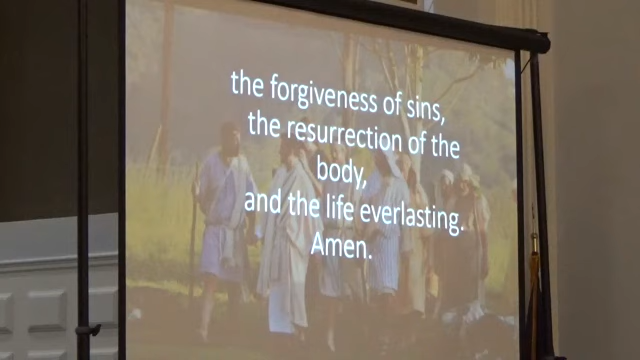 the forgiveness of sins,
the resurrection of the
body,
and the life everlasting.
Amen.